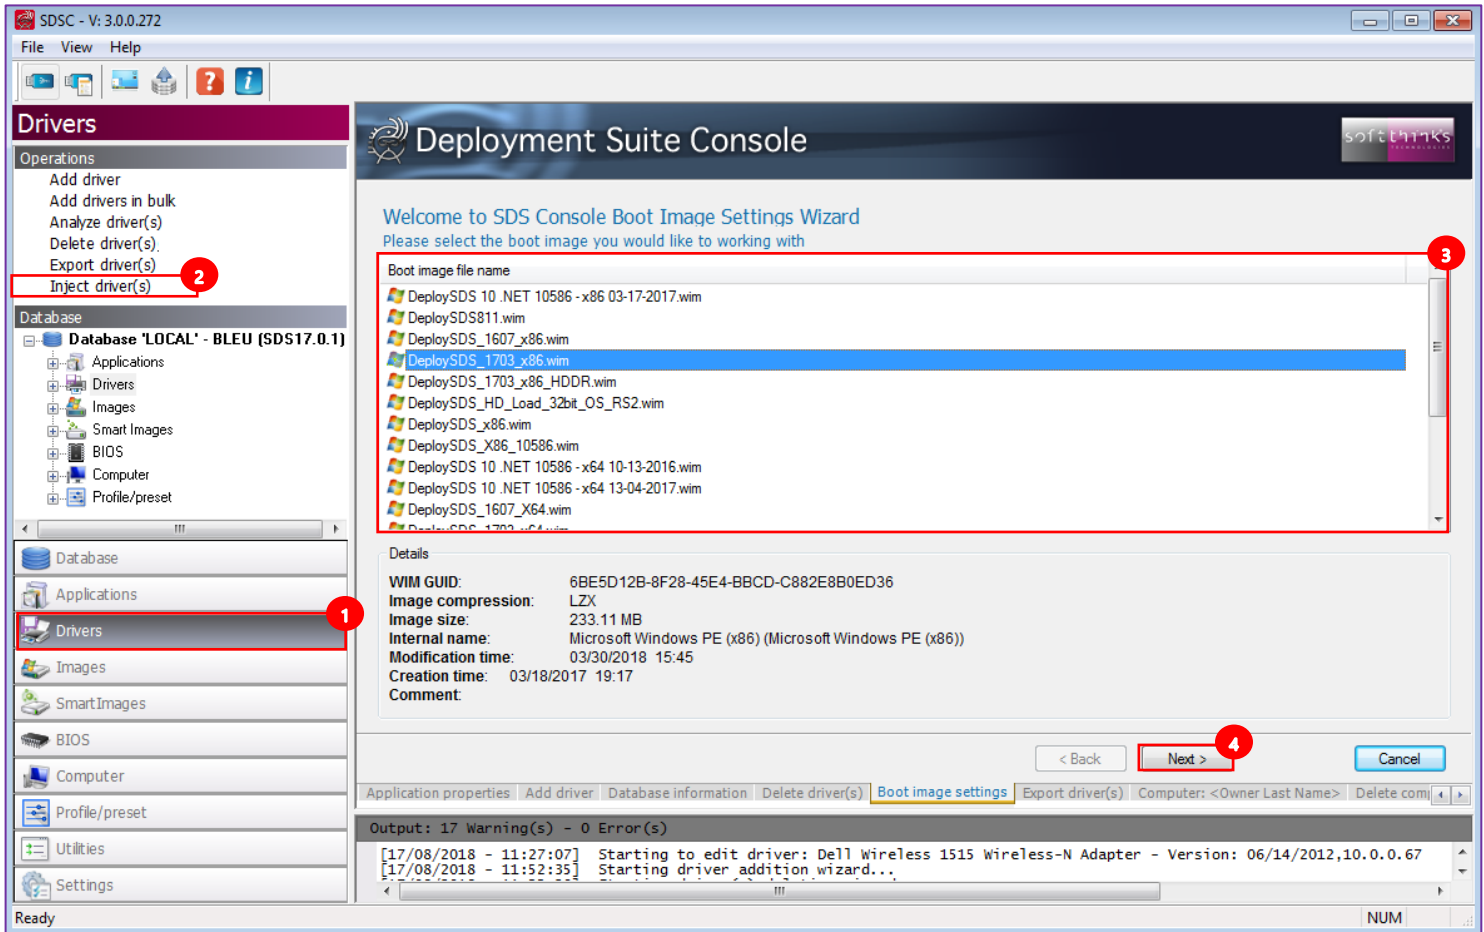 SDSC - V: 3.0.0.272
File View Help
Drivers
Operations
Add driver
Add drivers in bulk
Analyze driver(s)
Delete driver(s)
Export driver(s)
2
Inject driver(s)
Database
Database 'LOCAL' - BLEU (SDS17.0.1)
Applications
Drivers
Images
Smart Images
BIOS
Computer
Profile/preset
Database
Applications
1
Drivers
Images
SmartImages
BIOS
Computer
Profile/preset
Utilities
Settings
Deployment Suite Console
softthinks
TECHNOLOGIES
Welcome to SDS Console Boot Image Settings Wizard
Please select the boot image you would like to working with
3
Boot image file name
DeploySDS 10 .NET 10586 - x86 03-17-2017.wim
DeploySDS811.wim
DeploySDS_1607_x86.wim
DeploySDS_1703_x86.wim
DeploySDS_1703_x86_HDDR.wim
DeploySDS_HD_Load_32bit_OS_RS2.wim
DeploySDS_x86.wim
DeploySDS_X86_10586.wim
DeploySDS 10 .NET 10586 - x64 10-13-2016.wim
DeploySDS 10 .NET 10586 - x64 13-04-2017.wim
DeploySDS_1607_X64.wim
DeploySDS_1703_x64.wim
Details
WIM GUID: 6BE5D12B-8F28-45E4-BBCD-C882E8B0ED36
Image compression: LZX
Image size: 233.11 MB
Internal name: Microsoft Windows PE (x86) (Microsoft Windows PE (x86))
Modification time: 03/30/2018 15:45
Creation time: 03/18/2017 19:17
Comment:
4
< Back Next > Cancel
Application properties Add driver Database information Delete driver(s) Boot image settings Export driver(s) Computer: <Owner Last Name> Delete com
Output: 17 Warning(s) - 0 Error(s)
[17/08/2018 - 11:27:07] Starting to edit driver: Dell Wireless 1515 Wireless-N Adapter - Version: 06/14/2012,10.0.0.67
[17/08/2018 - 11:52:35] Starting driver addition wizard...
Ready NUM